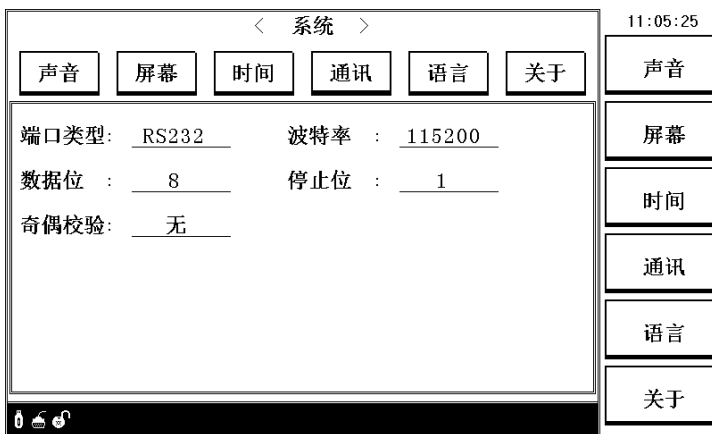 < 系统 >
11:05:25
声音 屏幕 时间 通讯 语言 关于
端口类型: RS232 波特率 : 115200
数据位 : 8 停止位 : 1
奇偶校验: 无
声音
屏幕
时间
通讯
语言
关于